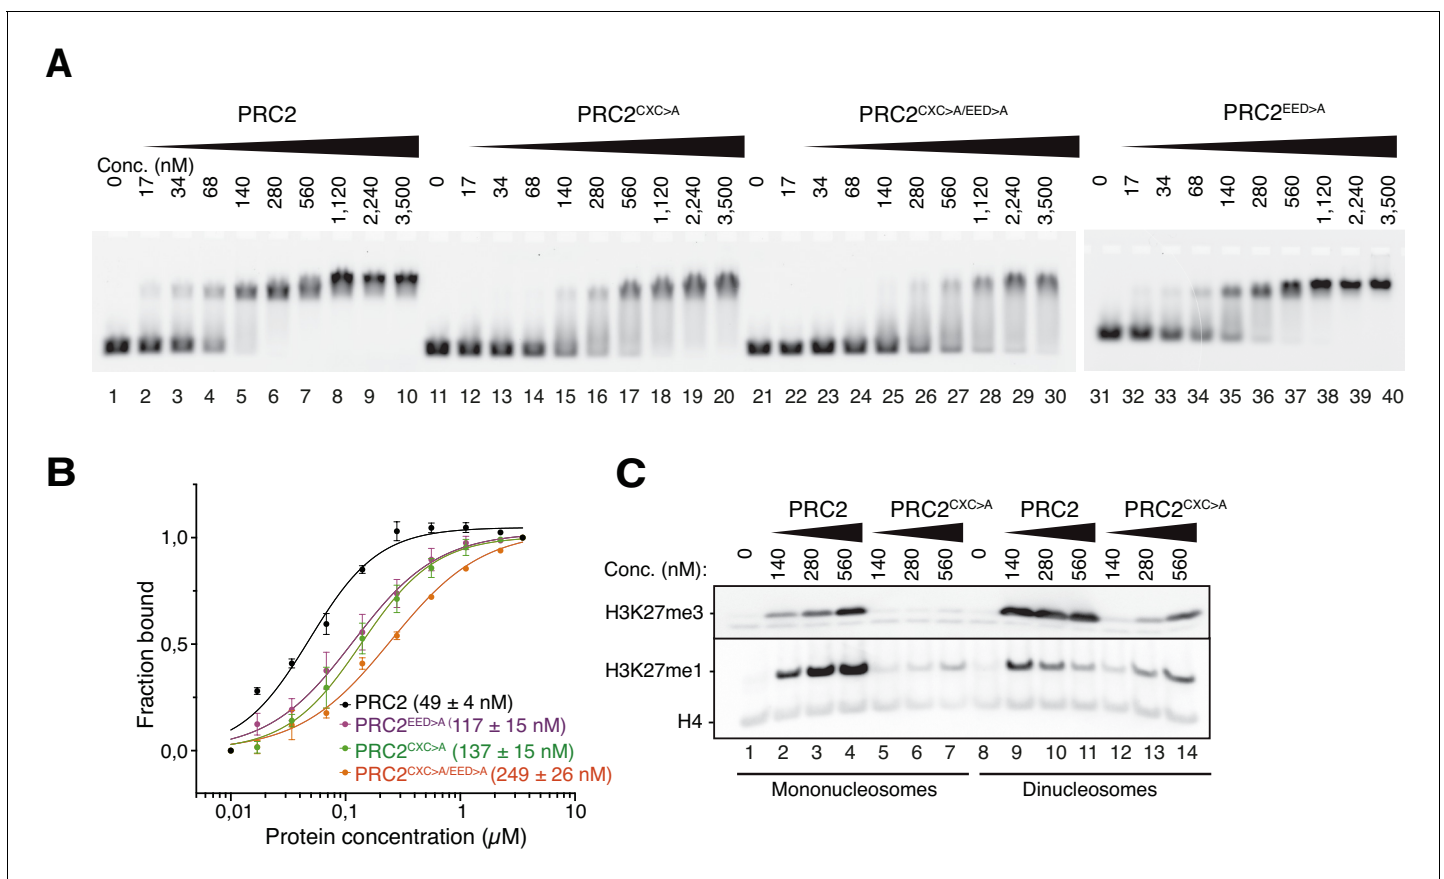 A
PRC2 PRC2CXC>A PRC2CXC>A/EED>A PRC2EED>A
Conc. (nM)
0 17 34 68 140 280 560 1,120 2,240 3,500 0 17 34 68 140 280 560 1,120 2,240 3,500 0 17 34 68 140 280 560 1,120 2,240 3,500 0 17 34 68 140 280 560 1,120 2,240 3,500
1 2 3 4 5 6 7 8 9 10 11 12 13 14 15 16 17 18 19 20 21 22 23 24 25 26 27 28 29 30 31 32 33 34 35 36 37 38 39 40
B
Fraction bound
1,0
0,5
0,0
PRC2 (49 ± 4 nM)
PRC2EED>A (117 ± 15 nM)
PRC2CXC>A (137 ± 15 nM)
PRC2CXC>A/EED>A (249 ± 26 nM)
0,01 0,1 1 10
Protein concentration (µM)
C
PRC2 PRC2CXC>A PRC2 PRC2CXC>A
Conc. (nM): 0 140 280 560 140 280 560 0 140 280 560 140 280 560
H3K27me3
H3K27me1
H4
1 2 3 4 5 6 7 8 9 10 11 12 13 14
Mononucleosomes Dinucleosomes